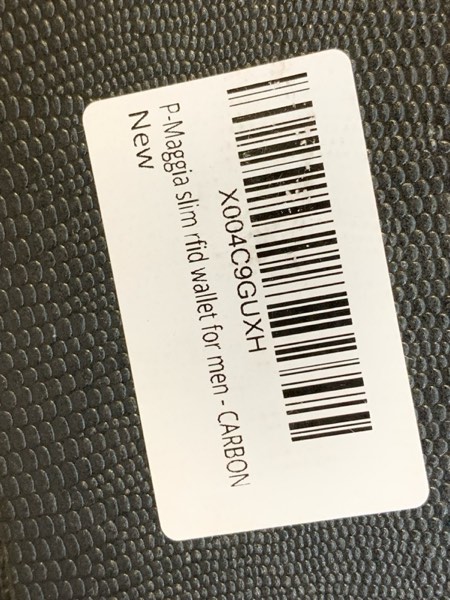 X004C9GUXH
P-Maggia slim rfid wallet for men - CARBON
New